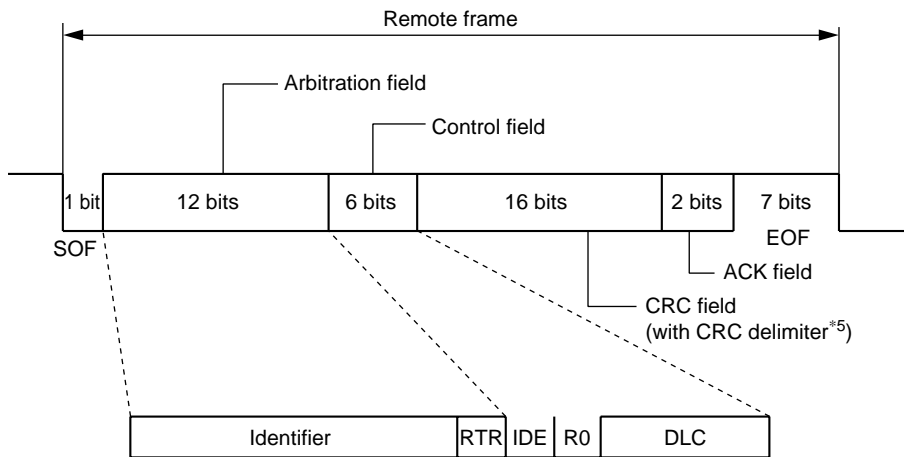 Remote frame
Arbitration field
Control field
1 bit
12 bits
6 bits
16 bits
2 bits
7 bits
SOF
EOF
ACK field
CRC field
(with CRC delimiter*5)
Identifier
RTR
IDE
R0
DLC